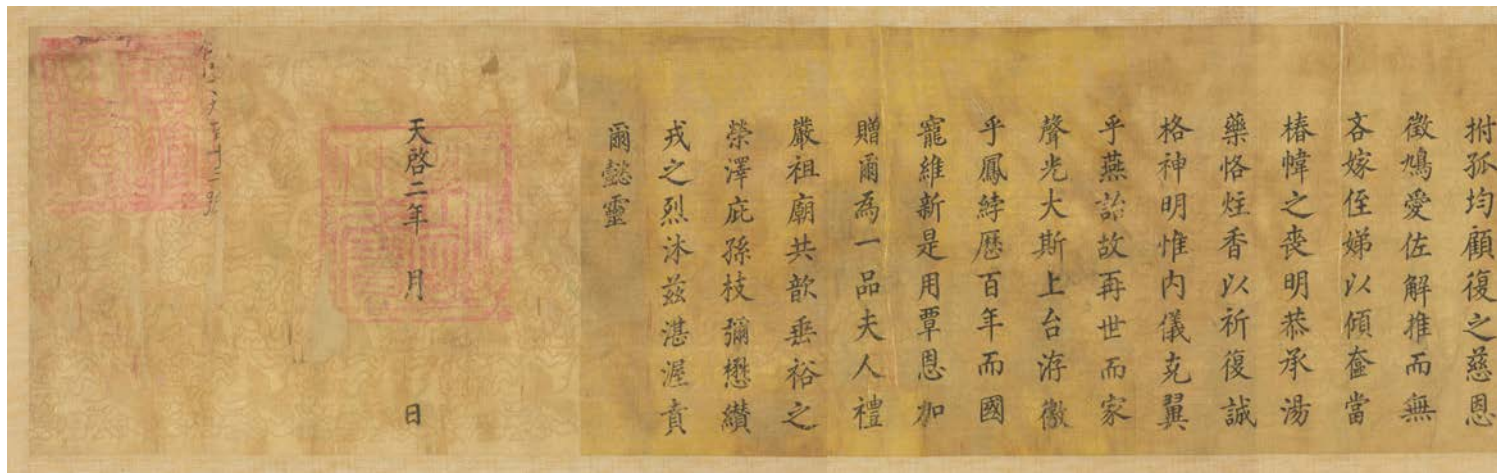 拊孤均顧復之慈恩
徵鳩愛佐解推而無
吝嫁侄娣以傾奩當
椿幃之喪明恭承湯
藥恪炷香以祈復誠
格神明惟内儀克翼
乎燕詒故再世而家
聲光大斯上台洊徼
乎鳳綍歷百年而國
寵維新是用覃恩加
贈爾為一品夫人禮
嚴祖廟共歆垂裕之
榮澤庇孫枝彌懋纘
戎之烈沐茲湛渥賁
爾懿靈
天啓二年 月 日